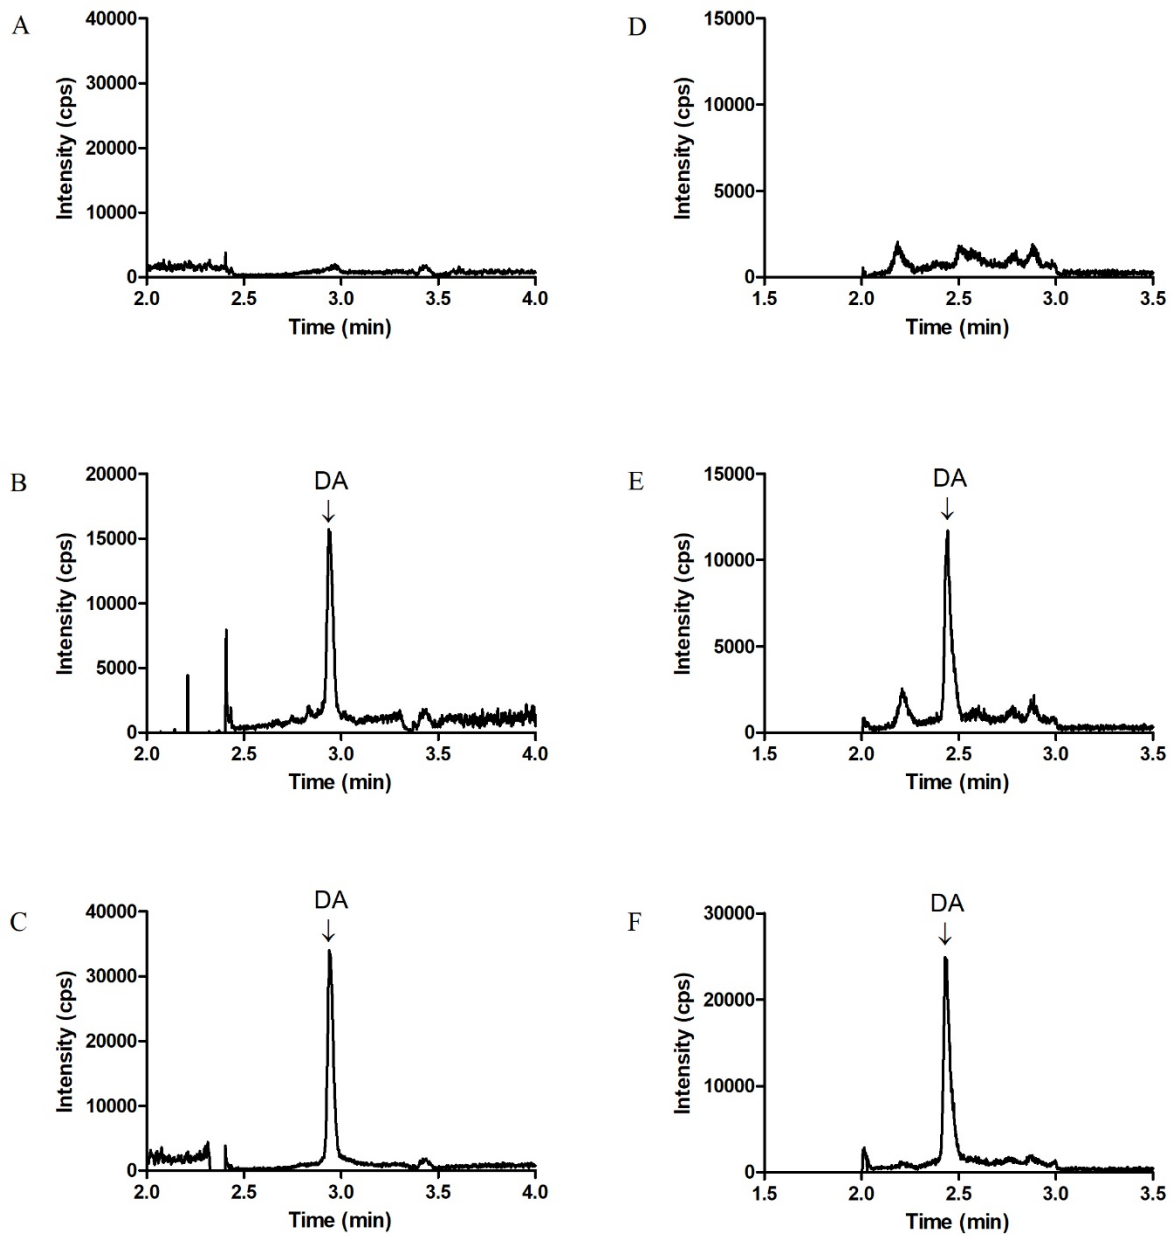 A
40000
30000
20000
10000
0
Intensity (cps)
2.0 2.5 3.0 3.5 4.0
Time (min)
D
15000
10000
5000
0
Intensity (cps)
1.5 2.0 2.5 3.0 3.5
Time (min)
B
20000
15000
10000
5000
0
Intensity (cps)
DA
↓
2.0 2.5 3.0 3.5 4.0
Time (min)
E
15000
10000
5000
0
Intensity (cps)
DA
↓
1.5 2.0 2.5 3.0 3.5
Time (min)
C
40000
30000
20000
10000
0
Intensity (cps)
DA
↓
2.0 2.5 3.0 3.5 4.0
Time (min)
F
30000
20000
10000
0
Intensity (cps)
DA
↓
1.5 2.0 2.5 3.0 3.5
Time (min)